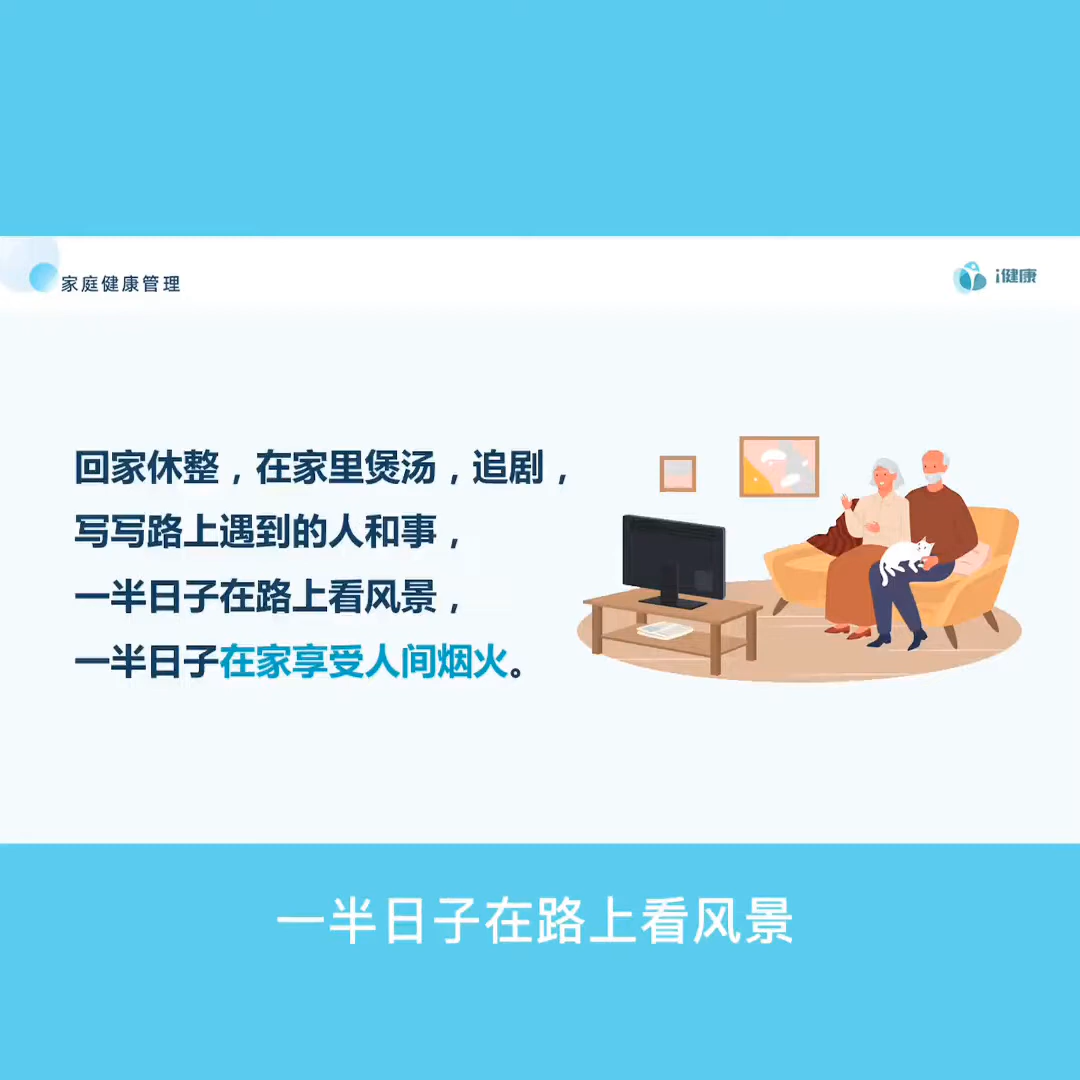 家庭健康管理
i健康
回家休整，在家里煲汤，追剧，
写写路上遇到的人和事，
一半日子在路上看风景，
一半日子在家享受人间烟火。
一半日子在路上看风景